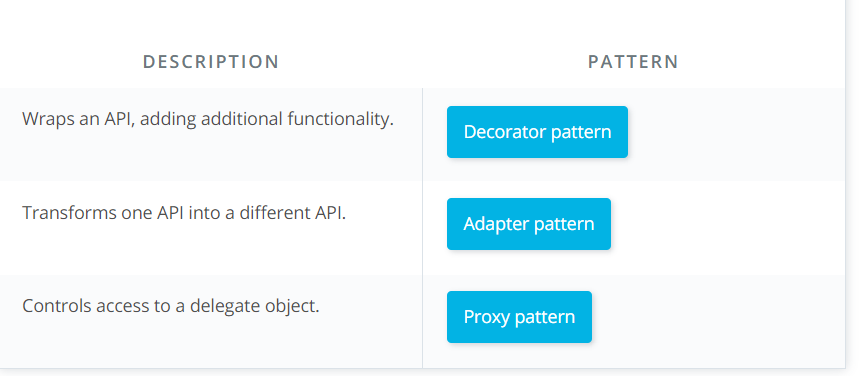 DESCRIPTION PATTERN
Wraps an API, adding additional functionality. Decorator pattern
Transforms one API into a different API. Adapter pattern
Controls access to a delegate object. Proxy pattern